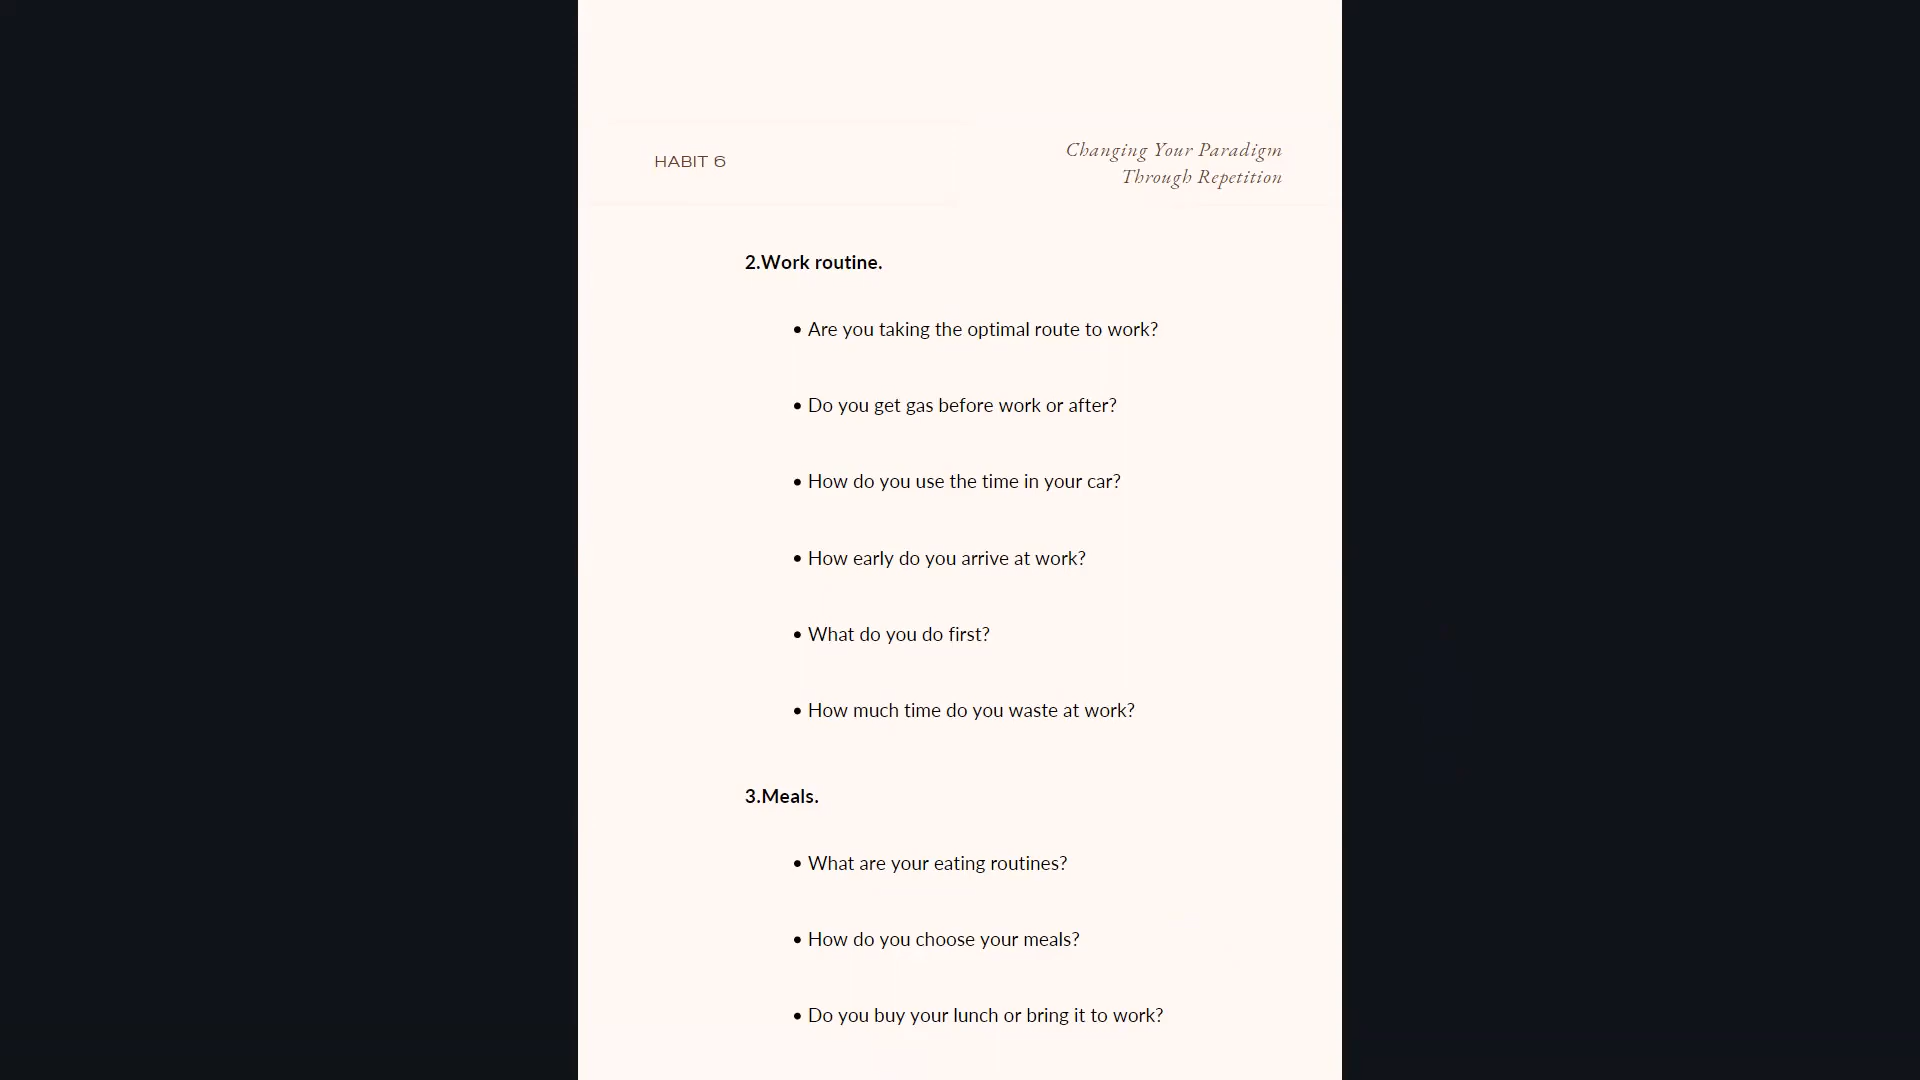 HABIT 6
Changing Your Paradigm
Through Repetition
2.Work routine.
• Are you taking the optimal route to work?
• Do you get gas before work or after?
• How do you use the time in your car?
• How early do you arrive at work?
• What do you do first?
• How much time do you waste at work?
3.Meals.
• What are your eating routines?
• How do you choose your meals?
• Do you buy your lunch or bring it to work?